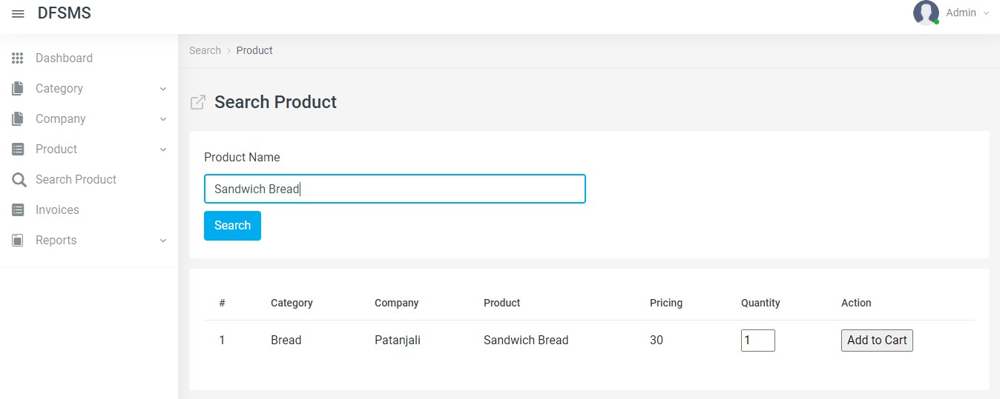 DFSMS
Admin
Dashboard
Category
Company
Product
Search Product
Invoices
Reports
Search > Product
Search Product
Product Name
Sandwich Bread
Search
# Category Company Product Pricing Quantity Action
1 Bread Patanjali Sandwich Bread 30 1 Add to Cart